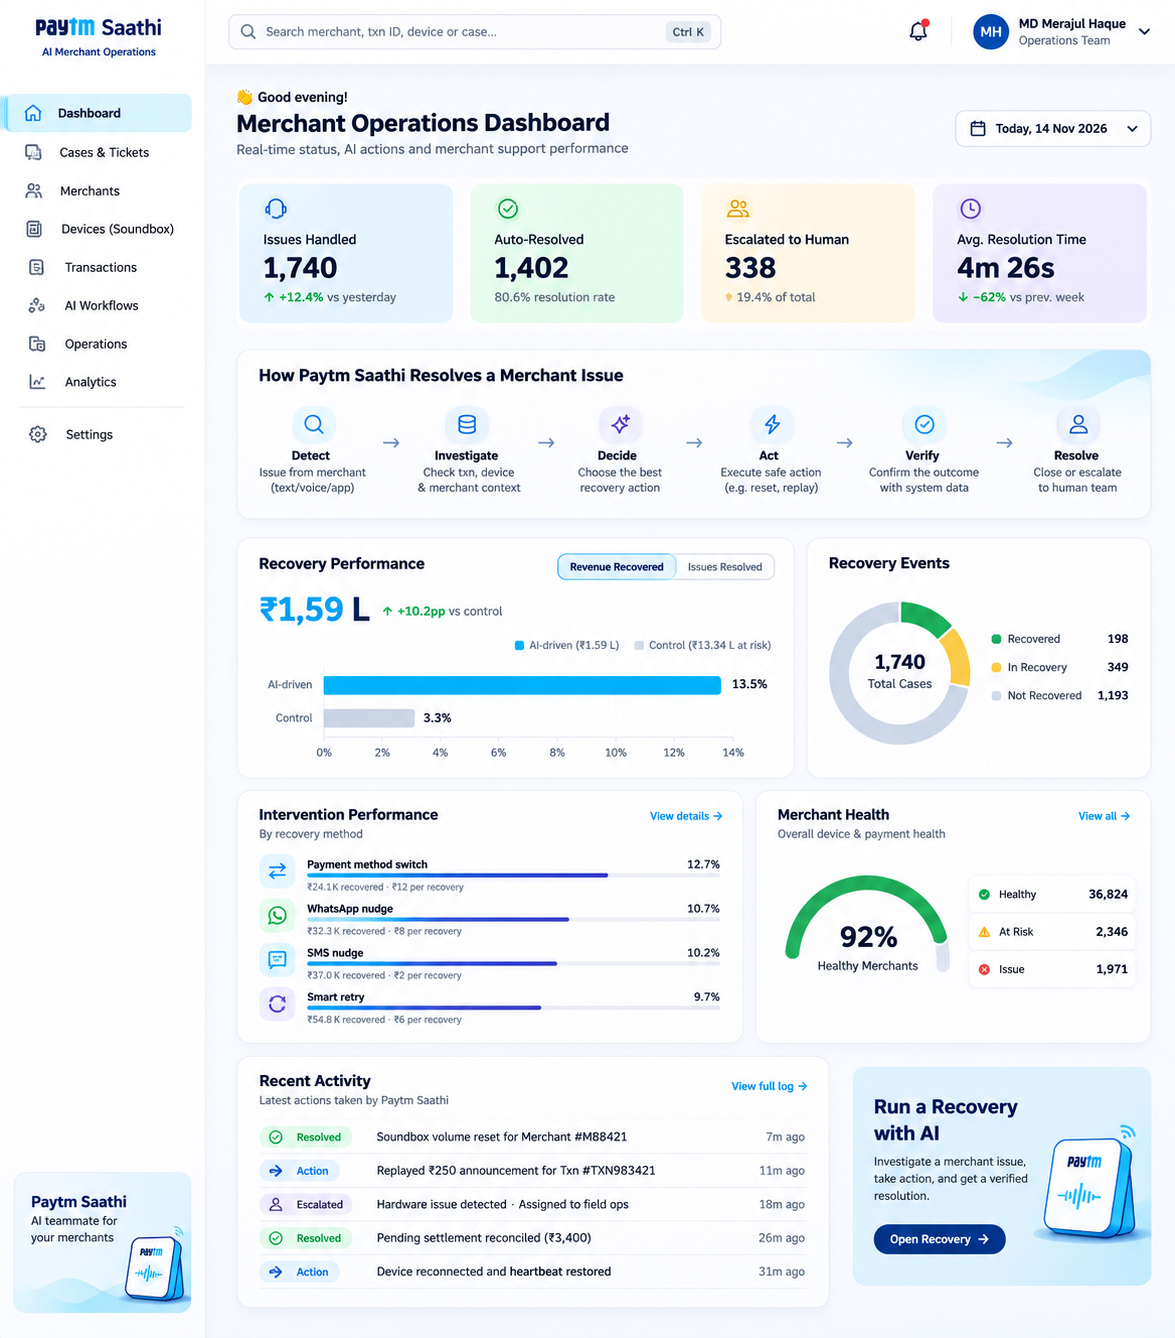 paytm Saathi
AI Merchant Operations
Search merchant, txn ID, device or case...
Ctrl K
MH
MD Merajul Haque
Operations Team
Dashboard
Cases & Tickets
Merchants
Devices (Soundbox)
Transactions
AI Workflows
Operations
Analytics
Settings
👋 Good evening!
Merchant Operations Dashboard
Real-time status, AI actions and merchant support performance
Today, 14 Nov 2026
Issues Handled
1,740
↑ +12.4% vs yesterday
Auto-Resolved
1,402
80.6% resolution rate
Escalated to Human
338
19.4% of total
Avg. Resolution Time
4m 26s
↓ −62% vs prev. week
How Paytm Saathi Resolves a Merchant Issue
Detect
Issue from merchant
(text/voice/app)
→
Investigate
Check txn, device
& merchant context
→
Decide
Choose the best
recovery action
→
Act
Execute safe action
(e.g. reset, replay)
→
Verify
Confirm the outcome
with system data
→
Resolve
Close or escalate
to human team
Recovery Performance
Revenue Recovered
Issues Resolved
₹1,59 L
↑ +10.2pp vs control
AI-driven (₹1.59 L)
Control (₹13.34 L at risk)
AI-driven
13.5%
Control
3.3%
0% 2% 4% 6% 8% 10% 12% 14%
Recovery Events
1,740
Total Cases
Recovered 198
In Recovery 349
Not Recovered 1,193
Intervention Performance
View details →
By recovery method
Payment method switch 12.7%
₹24.1K recovered · ₹12 per recovery
WhatsApp nudge 10.7%
₹32.3 K recovered · ₹8 per recovery
SMS nudge 10.2%
₹37.0 K recovered · ₹2 per recovery
Smart retry 9.7%
₹54.8 K recovered · ₹6 per recovery
Merchant Health
View all →
Overall device & payment health
92%
Healthy Merchants
Healthy 36,824
At Risk 2,346
Issue 1,971
Recent Activity
View full log →
Latest actions taken by Paytm Saathi
Resolved Soundbox volume reset for Merchant #M88421 7m ago
Action Replayed ₹250 announcement for Txn #TXN983421 11m ago
Escalated Hardware issue detected · Assigned to field ops 18m ago
Resolved Pending settlement reconciled (₹3,400) 26m ago
Action Device reconnected and heartbeat restored 31m ago
Run a Recovery
with AI
Investigate a merchant issue,
take action, and get a verified
resolution.
Open Recovery →
paytm
Paytm Saathi
AI teammate for
your merchants
paytm